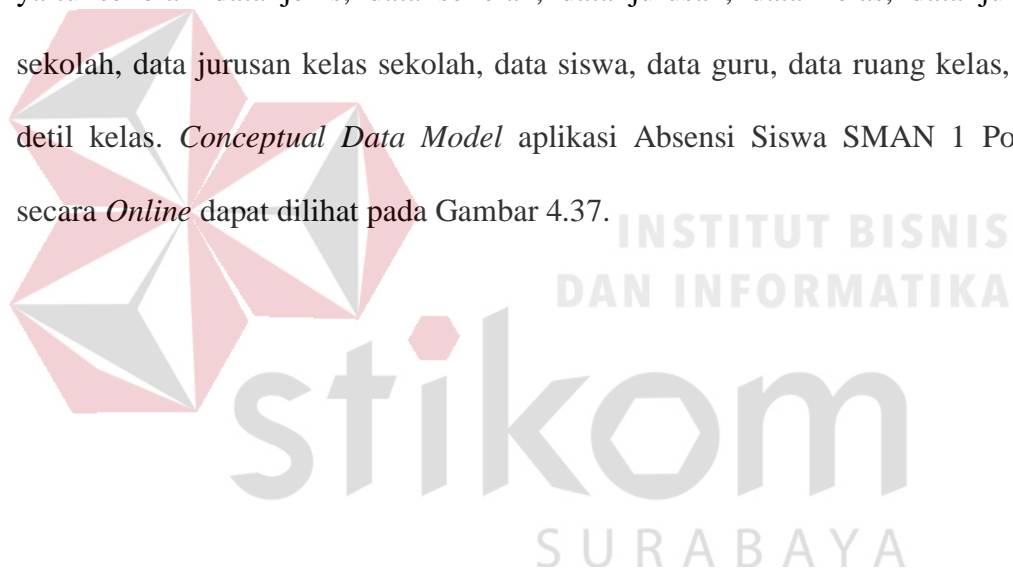 sekolah, data jurusan kelas sekolah, data siswa, data guru, data ruang kelas,
detil kelas. Conceptual Data Model aplikasi Absensi Siswa SMAN 1 Po
secara Online dapat dilihat pada Gambar 4.37.
INSTITUT BISNIS
DAN INFORMATIKA
stikom
SURABAYA